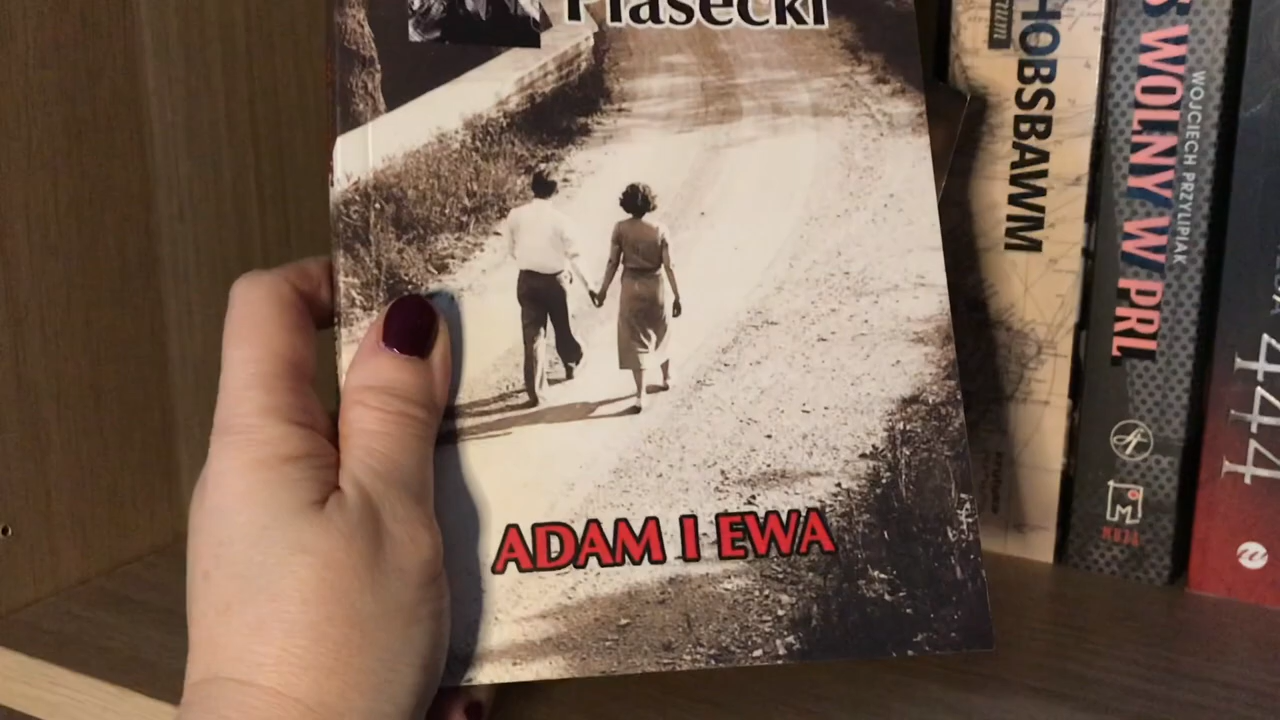 Piasecki
ADAM I EWA
HOBSBAWM
S WOLNY W PRL
WOJCIECH PRZYLIPIAK
444